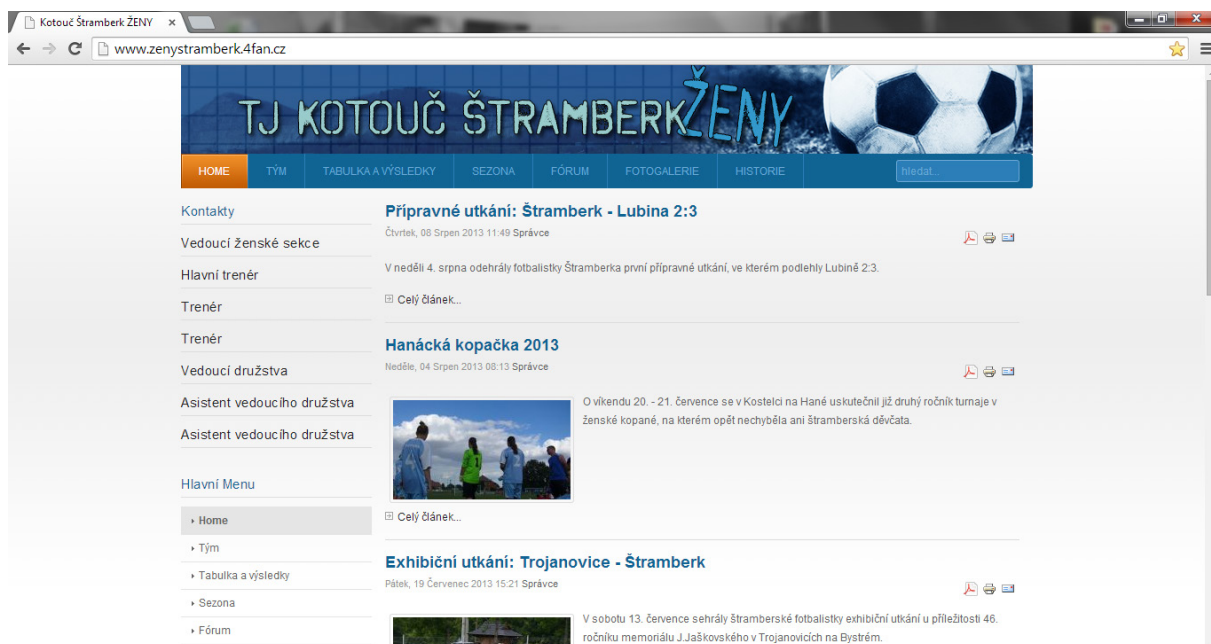 Kotouč Štramberk ŽENY
www.zenystramberk.4fan.cz
TJ KOTOUČ ŠTRAMBERK ŽENY
HOME TÝM TABULKA A VÝSLEDKY SEZONA FÓRUM FOTOGALERIE HISTORIE hledat...
Kontakty
Vedoucí ženské sekce
Hlavní trenér
Trenér
Trenér
Vedoucí družstva
Asistent vedoucího družstva
Asistent vedoucího družstva
Hlavní Menu
Home
Tým
Tabulka a výsledky
Sezona
Fórum
Přípravné utkání: Štramberk - Lubina 2:3
Čtvrtek, 08 Srpen 2013 11:49 Správce
V neděli 4. srpna odehrály fotbalistky Štramberka první přípravné utkání, ve kterém podlehly Lubině 2:3.
Celý článek...
Hanácká kopačka 2013
Neděle, 04 Srpen 2013 08:13 Správce
O víkendu 20. - 21. července se v Kostelci na Hané uskutečnil již druhý ročník turnaje v
ženské kopané, na kterém opět nechyběla ani štramberská děvčata.
Celý článek...
Exhibiční utkání: Trojanovice - Štramberk
Pátek, 19 Červenec 2013 15:21 Správce
V sobotu 13. července sehrály štramberské fotbalistky exhibiční utkání u příležitosti 46.
ročníku memoriálu J.Jaškovského v Trojanovicích na Bystrém.